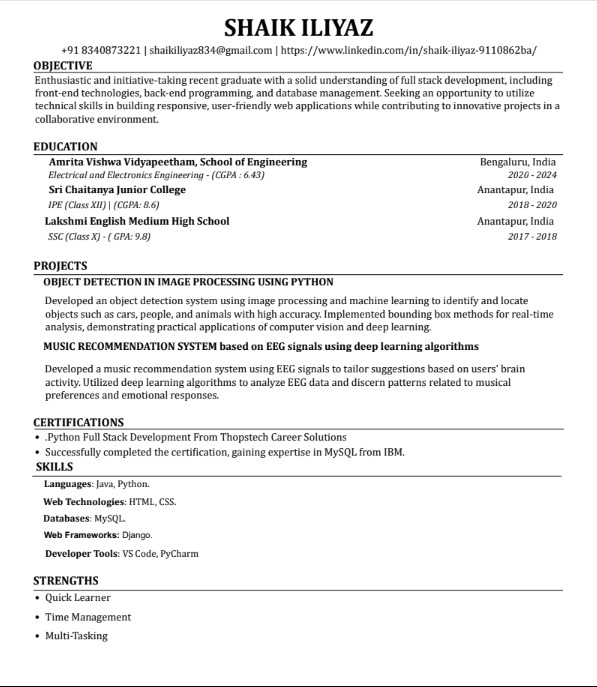 SHAIK ILIYAZ
+91 8340873221 | shaikiliyaz834@gmail.com | https://www.linkedin.com/in/shaik-iliyaz-9110862ba/
OBJECTIVE
Enthusiastic and initiative-taking recent graduate with a solid understanding of full stack development, including
front-end technologies, back-end programming, and database management. Seeking an opportunity to utilize
technical skills in building responsive, user-friendly web applications while contributing to innovative projects in a
collaborative environment.
EDUCATION
Amrita Vishwa Vidyapeetham, School of Engineering Bengaluru, India
Electrical and Electronics Engineering - (CGPA : 6.43) 2020 - 2024
Sri Chaitanya Junior College Anantapur, India
IPE (Class XII) | (CGPA: 8.6) 2018 - 2020
Lakshmi English Medium High School Anantapur, India
SSC (Class X) - ( GPA: 9.8) 2017 - 2018
PROJECTS
OBJECT DETECTION IN IMAGE PROCESSING USING PYTHON
Developed an object detection system using image processing and machine learning to identify and locate
objects such as cars, people, and animals with high accuracy. Implemented bounding box methods for real-time
analysis, demonstrating practical applications of computer vision and deep learning.
MUSIC RECOMMENDATION SYSTEM based on EEG signals using deep learning algorithms
Developed a music recommendation system using EEG signals to tailor suggestions based on users' brain
activity. Utilized deep learning algorithms to analyze EEG data and discern patterns related to musical
preferences and emotional responses.
CERTIFICATIONS
• .Python Full Stack Development From Thopstech Career Solutions
• Successfully completed the certification, gaining expertise in MySQL from IBM.
SKILLS
Languages: Java, Python.
Web Technologies: HTML, CSS.
Databases: MySQL.
Web Frameworks: Django.
Developer Tools: VS Code, PyCharm
STRENGTHS
• Quick Learner
• Time Management
• Multi-Tasking